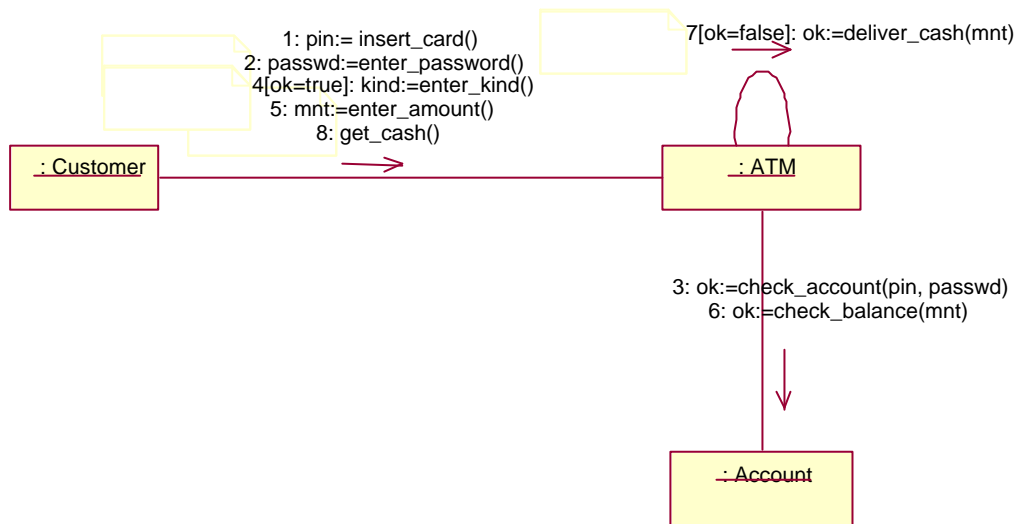 1: pin:= insert_card()
2: passwd:=enter_password()
4[ok=true]: kind:=enter_kind()
5: mnt:=enter_amount()
8: get_cash()
7[ok=false]: ok:=deliver_cash(mnt)
: Customer
: ATM
3: ok:=check_account(pin, passwd)
6: ok:=check_balance(mnt)
: Account